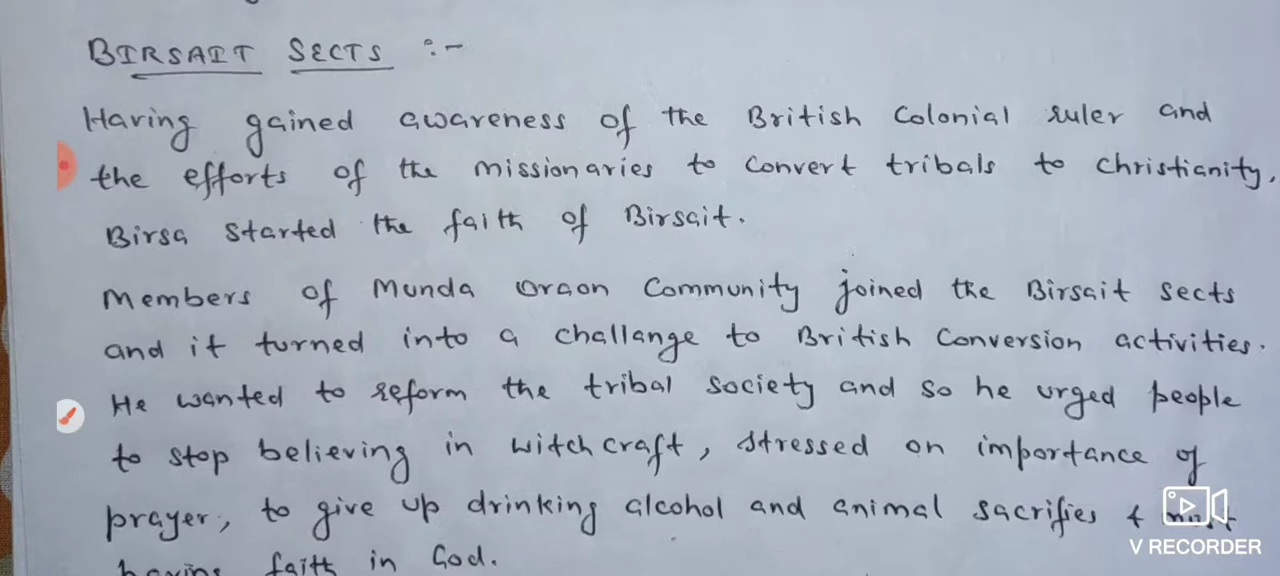 BIRSAIT SECTS :-
Having gained awareness of the British Colonial ruler and
the efforts of the missionaries to convert tribals to christianity.
Birsa started the faith of Birsait.
Members of Munda Oraon Community joined the Birsait sects
and it turned into a challange to British Conversion activities.
He wanted to reform the tribal society and so he urged people
to stop believing in witchcraft, stressed on importance of
prayer, to give up drinking alcohol and animal sacrifies &
having faith in God.
V RECORDER